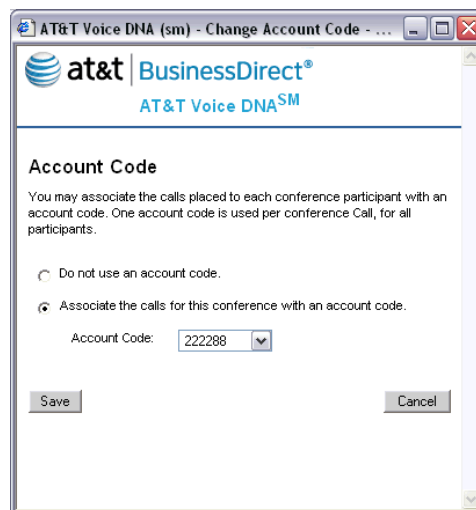 AT&T Voice DNA (sm) - Change Account Code - ...
at&t BusinessDirect®
AT&T Voice DNA SM
Account Code
You may associate the calls placed to each conference participant with an
account code. One account code is used per conference Call, for all
participants.
Do not use an account code.
Associate the calls for this conference with an account code.
Account Code: 222288
Save Cancel